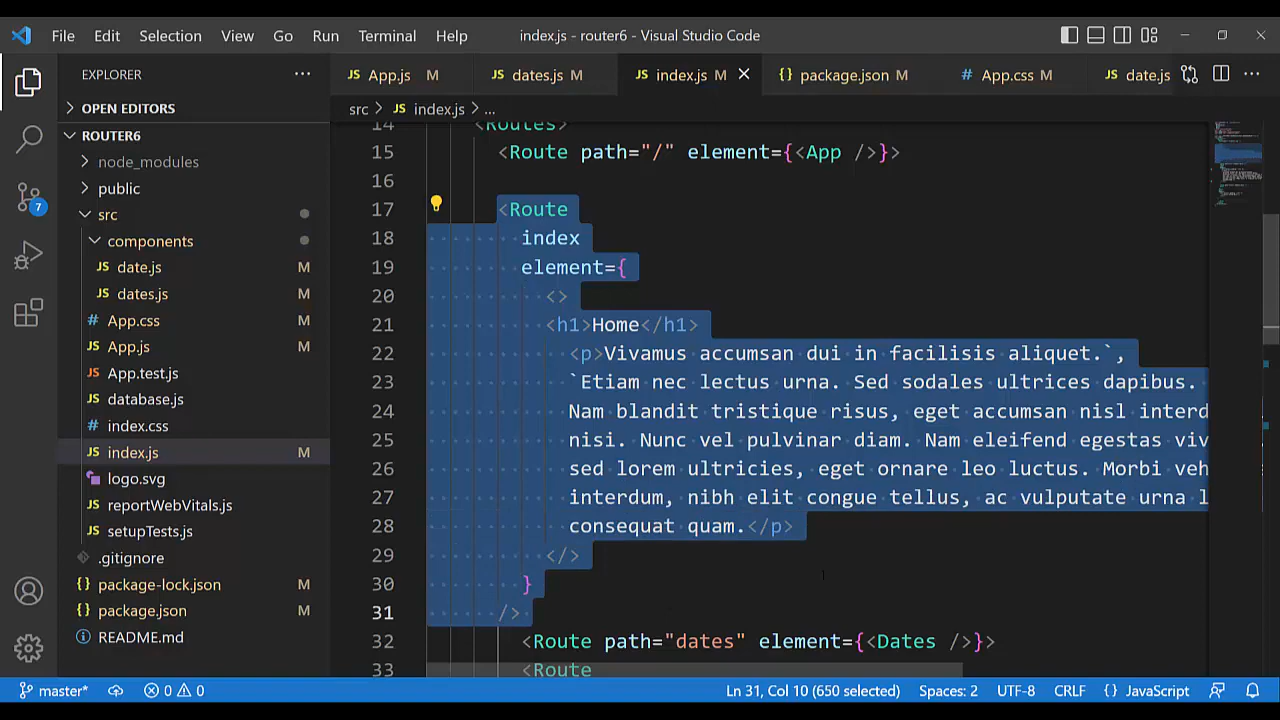 File Edit Selection View Go Run Terminal Help index.js - router6 - Visual Studio Code
EXPLORER
OPEN EDITORS
ROUTER6
node_modules
public
src
components
JS date.js M
JS dates.js M
# App.css M
JS App.js M
JS App.test.js
JS database.js
# index.css
JS index.js M
logo.svg
JS reportWebVitals.js
JS setupTests.js
.gitignore
{} package-lock.json M
{} package.json M
README.md
7
JS App.js M JS dates.js M JS index.js M {} package.json M # App.css M JS date.js
src > JS index.js > ...
14 <Routes>
15 <Route path="/" element={<App />}>
16
17 <Route
18 index
19 element={
20 <>
21 <h1>Home</h1>
22 <p>Vivamus accumsan dui in facilisis aliquet.`,
23 `Etiam nec lectus urna. Sed sodales ultrices dapibus.
24 Nam blandit tristique risus, eget accumsan nisl interd
25 nisi. Nunc vel pulvinar diam. Nam eleifend egestas viv
26 sed lorem ultricies, eget ornare leo luctus. Morbi veh
27 interdum, nibh elit congue tellus, ac vulputate urna l
28 consequat quam.</p>
29 </>
30 }
31 />
32 <Route path="dates" element={<Dates />}>
33 <Route
master* 0 0 Ln 31, Col 10 (650 selected) Spaces: 2 UTF-8 CRLF {} JavaScript